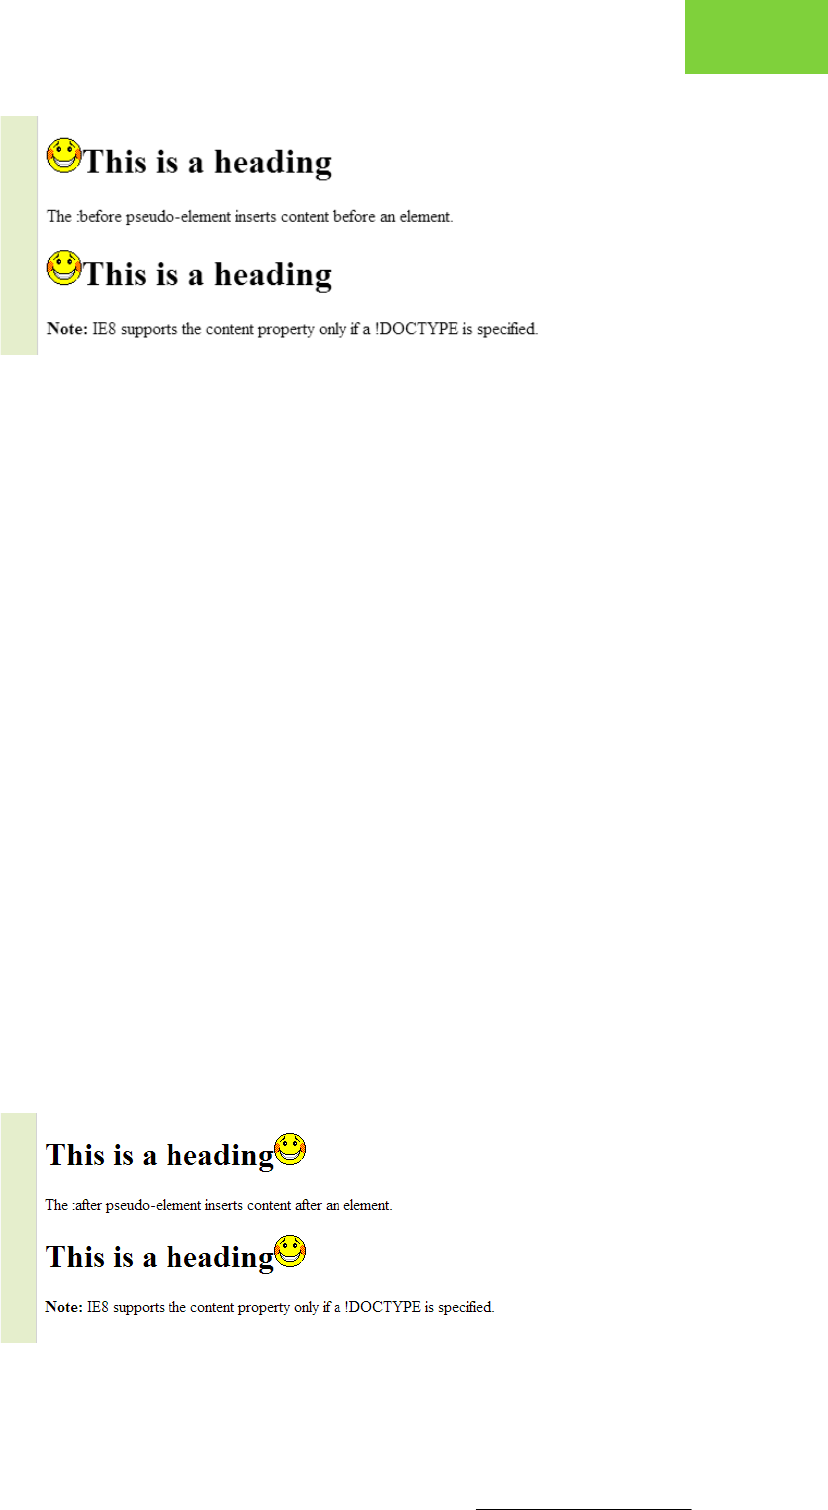 This is a heading
The :before pseudo-element inserts content before an element.
This is a heading
Note: IE8 supports the content property only if a !DOCTYPE is specified.
This is a heading
The :after pseudo-element inserts content after an element.
This is a heading
Note: IE8 supports the content property only if a !DOCTYPE is specified.